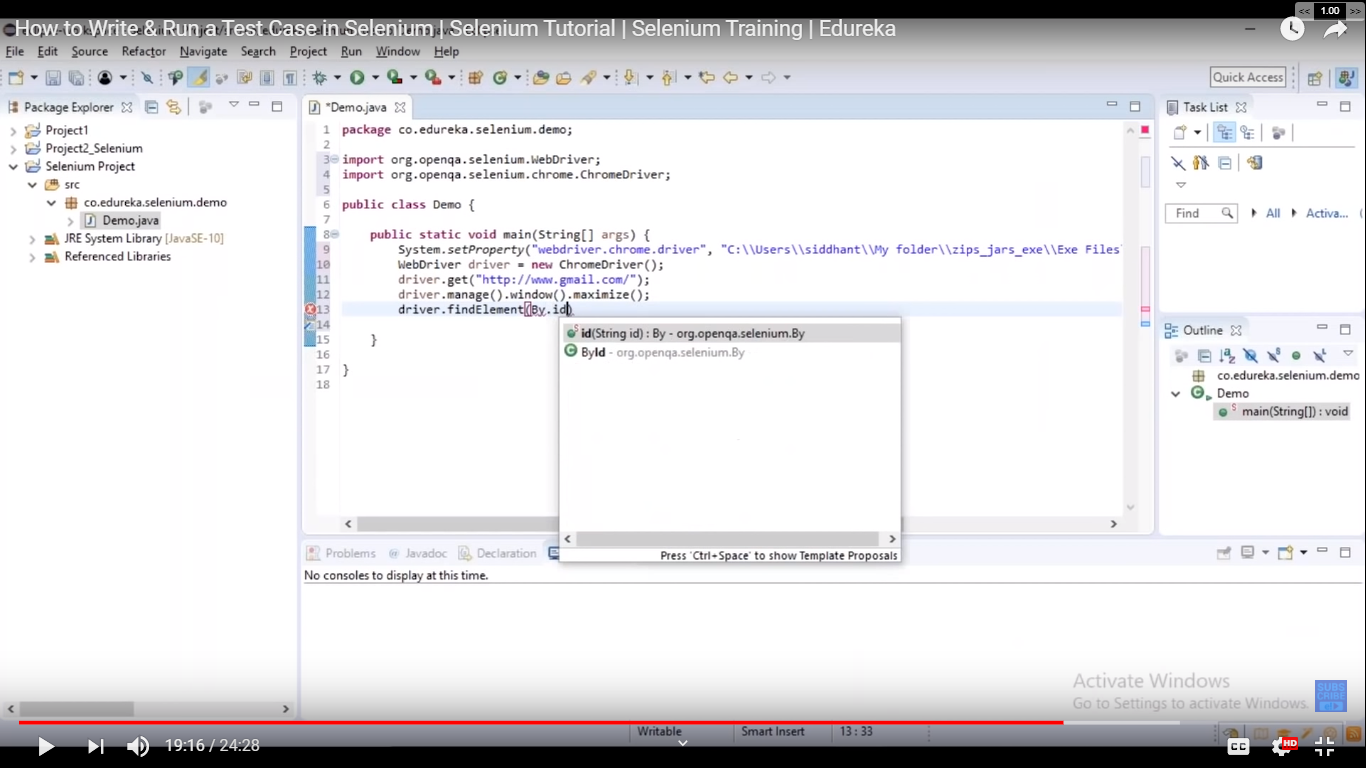 How to Write & Run a Test Case in Selenium | Selenium Tutorial | Selenium Training | Edureka
<< 1.00 >>
File Edit Source Refactor Navigate Search Project Run Window Help
Quick Access
Package Explorer
Project1
Project2_Selenium
Selenium Project
src
co.edureka.selenium.demo
Demo.java
JRE System Library [JavaSE-10]
Referenced Libraries
*Demo.java
1 package co.edureka.selenium.demo;
2
3 import org.openqa.selenium.WebDriver;
4 import org.openqa.selenium.chrome.ChromeDriver;
5
6 public class Demo {
7
8 public static void main(String[] args) {
9 System.setProperty("webdriver.chrome.driver", "C:\\Users\\siddhant\\My folder\\zips_jars_exe\\Exe Files
10 WebDriver driver = new ChromeDriver();
11 driver.get("http://www.gmail.com/");
12 driver.manage().window().maximize();
13 driver.findElement(By.id)
14
15 }
16
17 }
18
id(String id) : By - org.openqa.selenium.By
ById - org.openqa.selenium.By
Press 'Ctrl+Space' to show Template Proposals
Task List
Find
All
Activa...
Outline
co.edureka.selenium.demo
Demo
main(String[]) : void
Problems
@ Javadoc
Declaration
No consoles to display at this time.
Activate Windows
Go to Settings to activate Windows.
SUBSCRIBE
Writable
Smart Insert
13 : 33
19:16 / 24:28
CC
HD